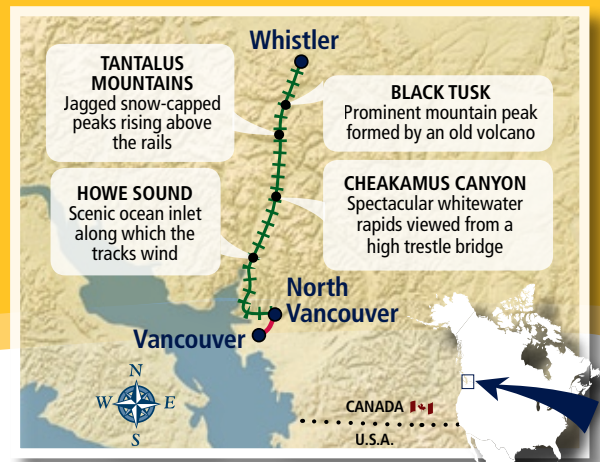 Whistler
TANTALUS
MOUNTAINS
Jagged snow-capped
peaks rising above
the rails
BLACK TUSK
Prominent mountain peak
formed by an old volcano
HOWE SOUND
Scenic ocean inlet
along which the
tracks wind
CHEAKAMUS CANYON
Spectacular whitewater
rapids viewed from a
high trestle bridge
North
Vancouver
Vancouver
N
W E
S
CANADA
U.S.A.